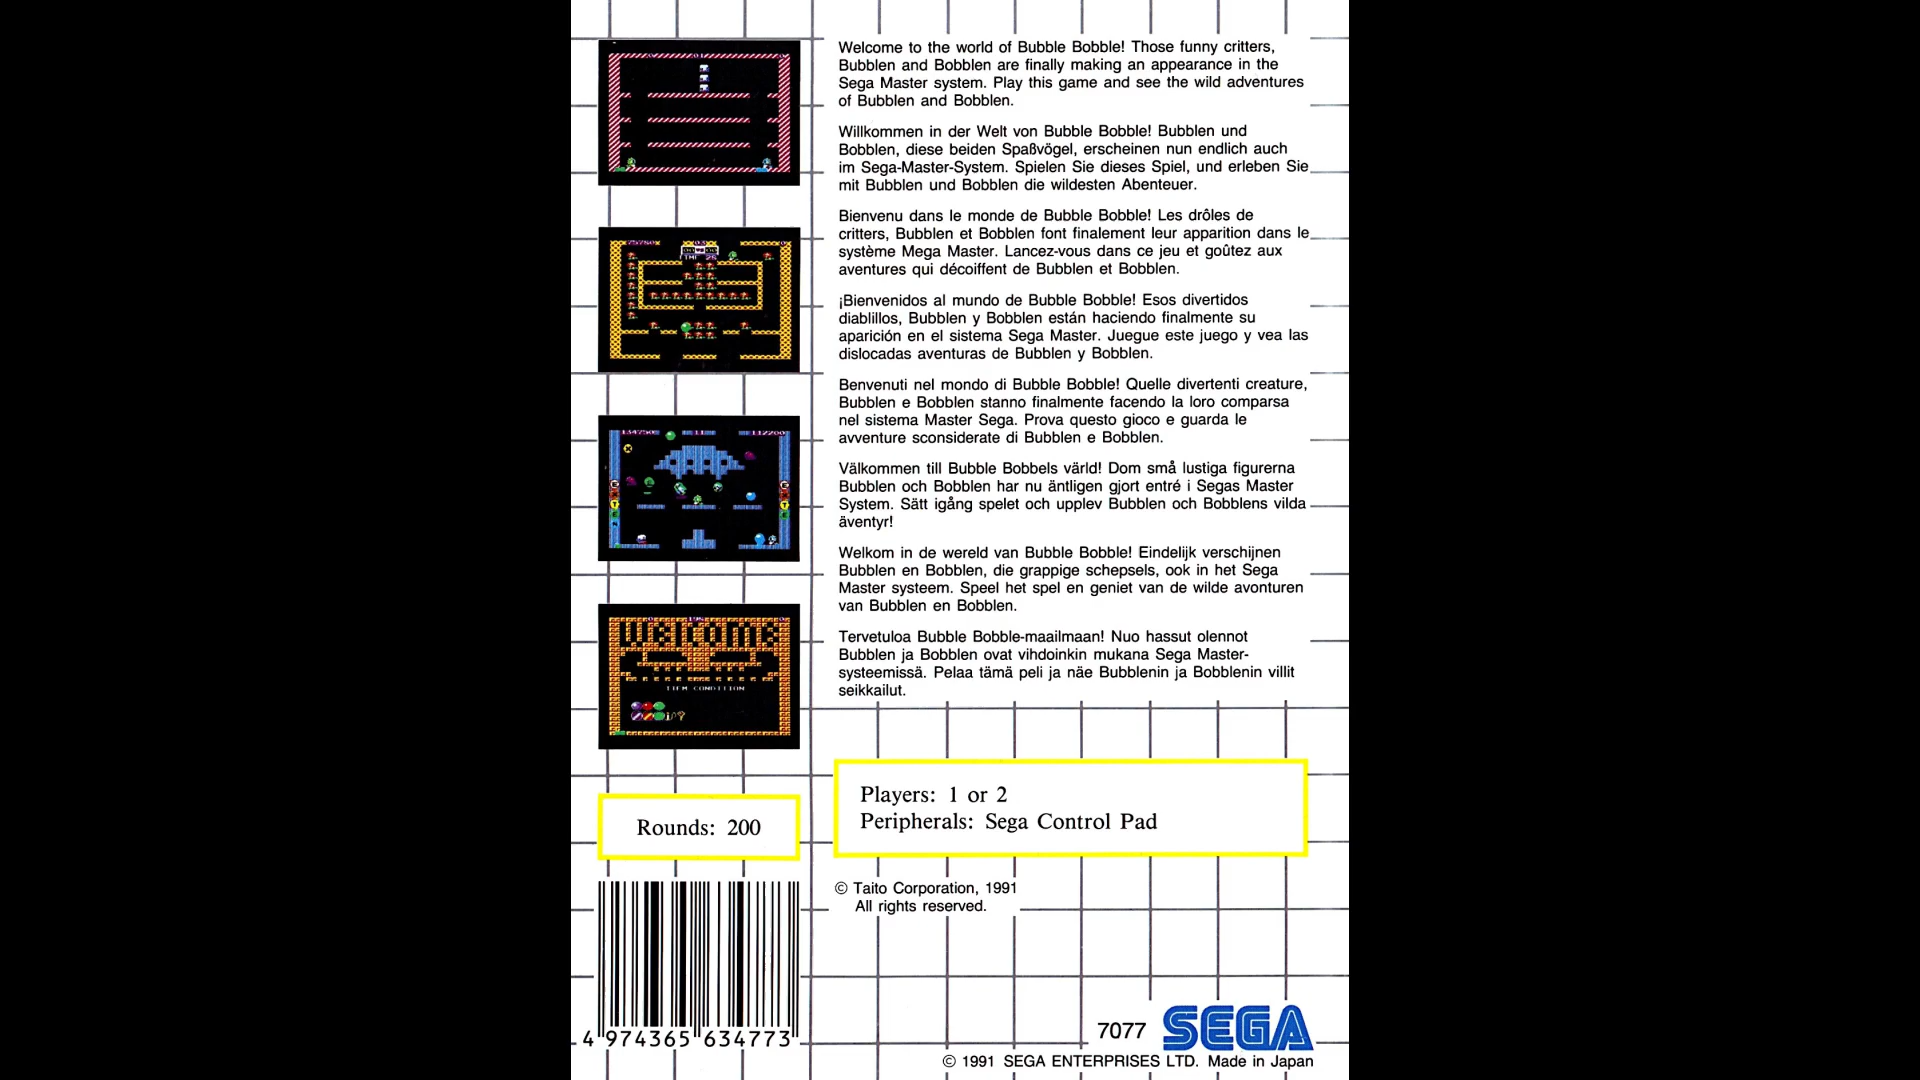 Welcome to the world of Bubble Bobble! Those funny critters,
Bubblen and Bobblen are finally making an appearance in the
Sega Master system. Play this game and see the wild adventures
of Bubblen and Bobblen.
Willkommen in der Welt von Bubble Bobble! Bubblen und
Bobblen, diese beiden Spaßvögel, erscheinen nun endlich auch
im Sega-Master-System. Spielen Sie dieses Spiel, und erleben Sie
mit Bubblen und Bobblen die wildesten Abenteuer.
Bienvenu dans le monde de Bubble Bobble! Les drôles de
critters, Bubblen et Bobblen font finalement leur apparition dans le
système Mega Master. Lancez-vous dans ce jeu et goûtez aux
aventures qui décoiffent de Bubblen et Bobblen.
¡Bienvenidos al mundo de Bubble Bobble! Esos divertidos
diablillos, Bubblen y Bobblen están haciendo finalmente su
aparición en el sistema Sega Master. Juegue este juego y vea las
dislocadas aventuras de Bubblen y Bobblen.
Benvenuti nel mondo di Bubble Bobble! Quelle divertenti creature,
Bubblen e Bobblen stanno finalmente facendo la loro comparsa
nel sistema Master Sega. Prova questo gioco e guarda le
avventure sconsiderate di Bubblen e Bobblen.
Välkommen till Bubble Bobbels värld! Dom små lustiga figurerna
Bubblen och Bobblen har nu äntligen gjort entré i Segas Master
System. Sätt igång spelet och upplev Bubblen och Bobblens vilda
äventyr!
Welkom in de wereld van Bubble Bobble! Eindelijk verschijnen
Bubblen en Bobblen, die grappige schepsels, ook in het Sega
Master systeem. Speel het spel en geniet van de wilde avonturen
van Bubblen en Bobblen.
Tervetuloa Bubble Bobble-maailmaan! Nuo hassut olennot
Bubblen ja Bobblen ovat vihdoinkin mukana Sega Master-
systeemissä. Pelaa tämä peli ja näe Bubblenin ja Bobblenin villit
seikkailut.
WELCOME
ITEM CONDITION
Players: 1 or 2
Peripherals: Sega Control Pad
Rounds: 200
© Taito Corporation, 1991
All rights reserved.
4 974365 634773
7077 SEGA
© 1991 SEGA ENTERPRISES LTD. Made in Japan